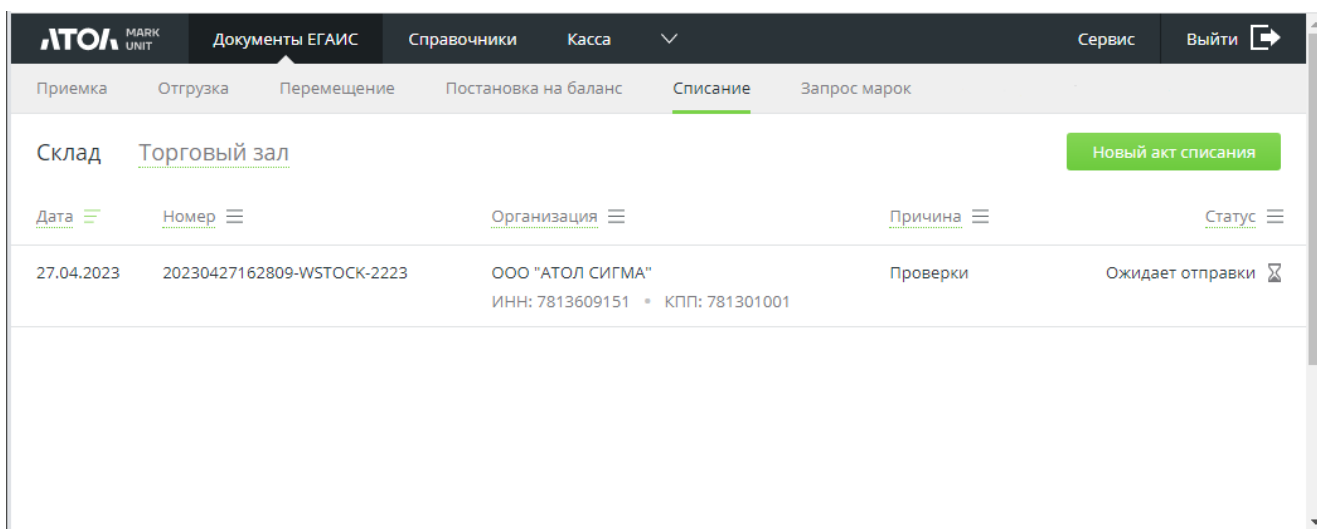 АТОЛ MARK UNIT Документы ЕГАИС Справочники Касса Сервис Выйти
Приемка Отгрузка Перемещение Постановка на баланс Списание Запрос марок
Склад Торговый зал Новый акт списания
Дата Номер Организация Причина Статус
27.04.2023 20230427162809-WSTOCK-2223 ООО "АТОЛ СИГМА" Проверки Ожидает отправки
ИНН: 7813609151 • КПП: 781301001